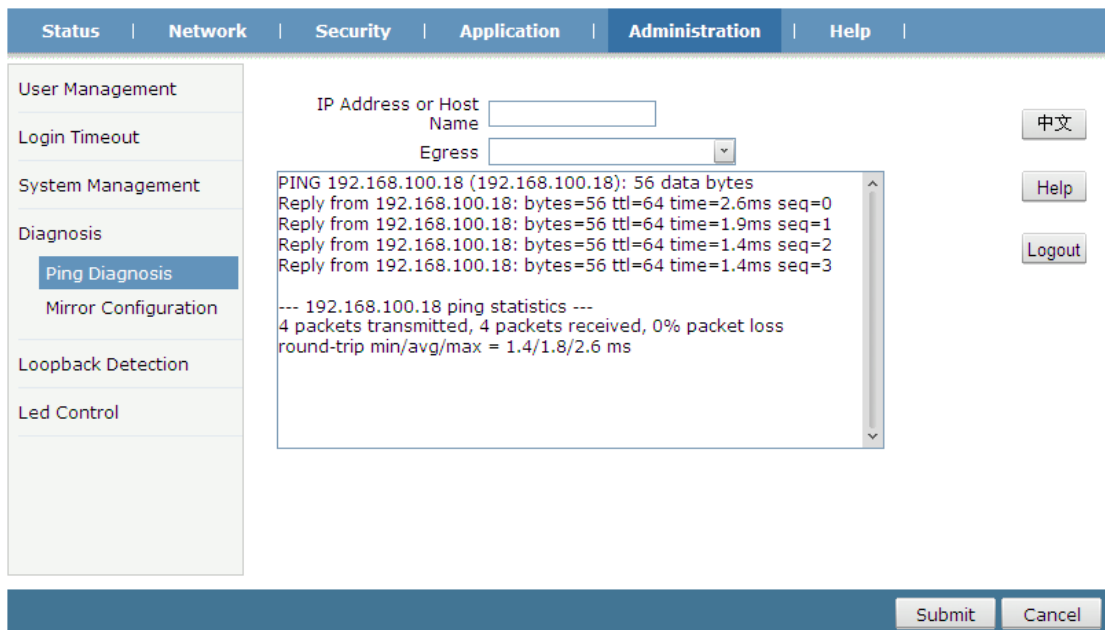 Status | Network | Security | Application | Administration | Help |
User Management
Login Timeout
System Management
Diagnosis
Ping Diagnosis
Mirror Configuration
Loopback Detection
Led Control
IP Address or Host
Name
Egress
PING 192.168.100.18 (192.168.100.18): 56 data bytes
Reply from 192.168.100.18: bytes=56 ttl=64 time=2.6ms seq=0
Reply from 192.168.100.18: bytes=56 ttl=64 time=1.9ms seq=1
Reply from 192.168.100.18: bytes=56 ttl=64 time=1.4ms seq=2
Reply from 192.168.100.18: bytes=56 ttl=64 time=1.4ms seq=3
--- 192.168.100.18 ping statistics ---
4 packets transmitted, 4 packets received, 0% packet loss
round-trip min/avg/max = 1.4/1.8/2.6 ms
中文
Help
Logout
Submit
Cancel